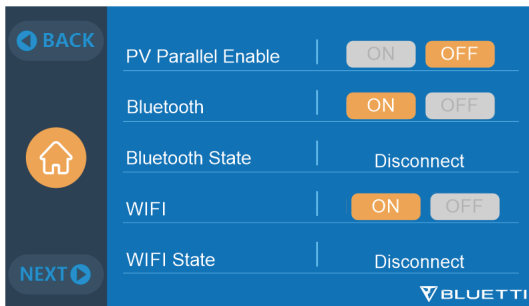 BACK
PV Parallel Enable ON OFF
Bluetooth ON OFF
Bluetooth State Disconnect
WIFI ON OFF
WIFI State Disconnect
NEXT
BLUETTI